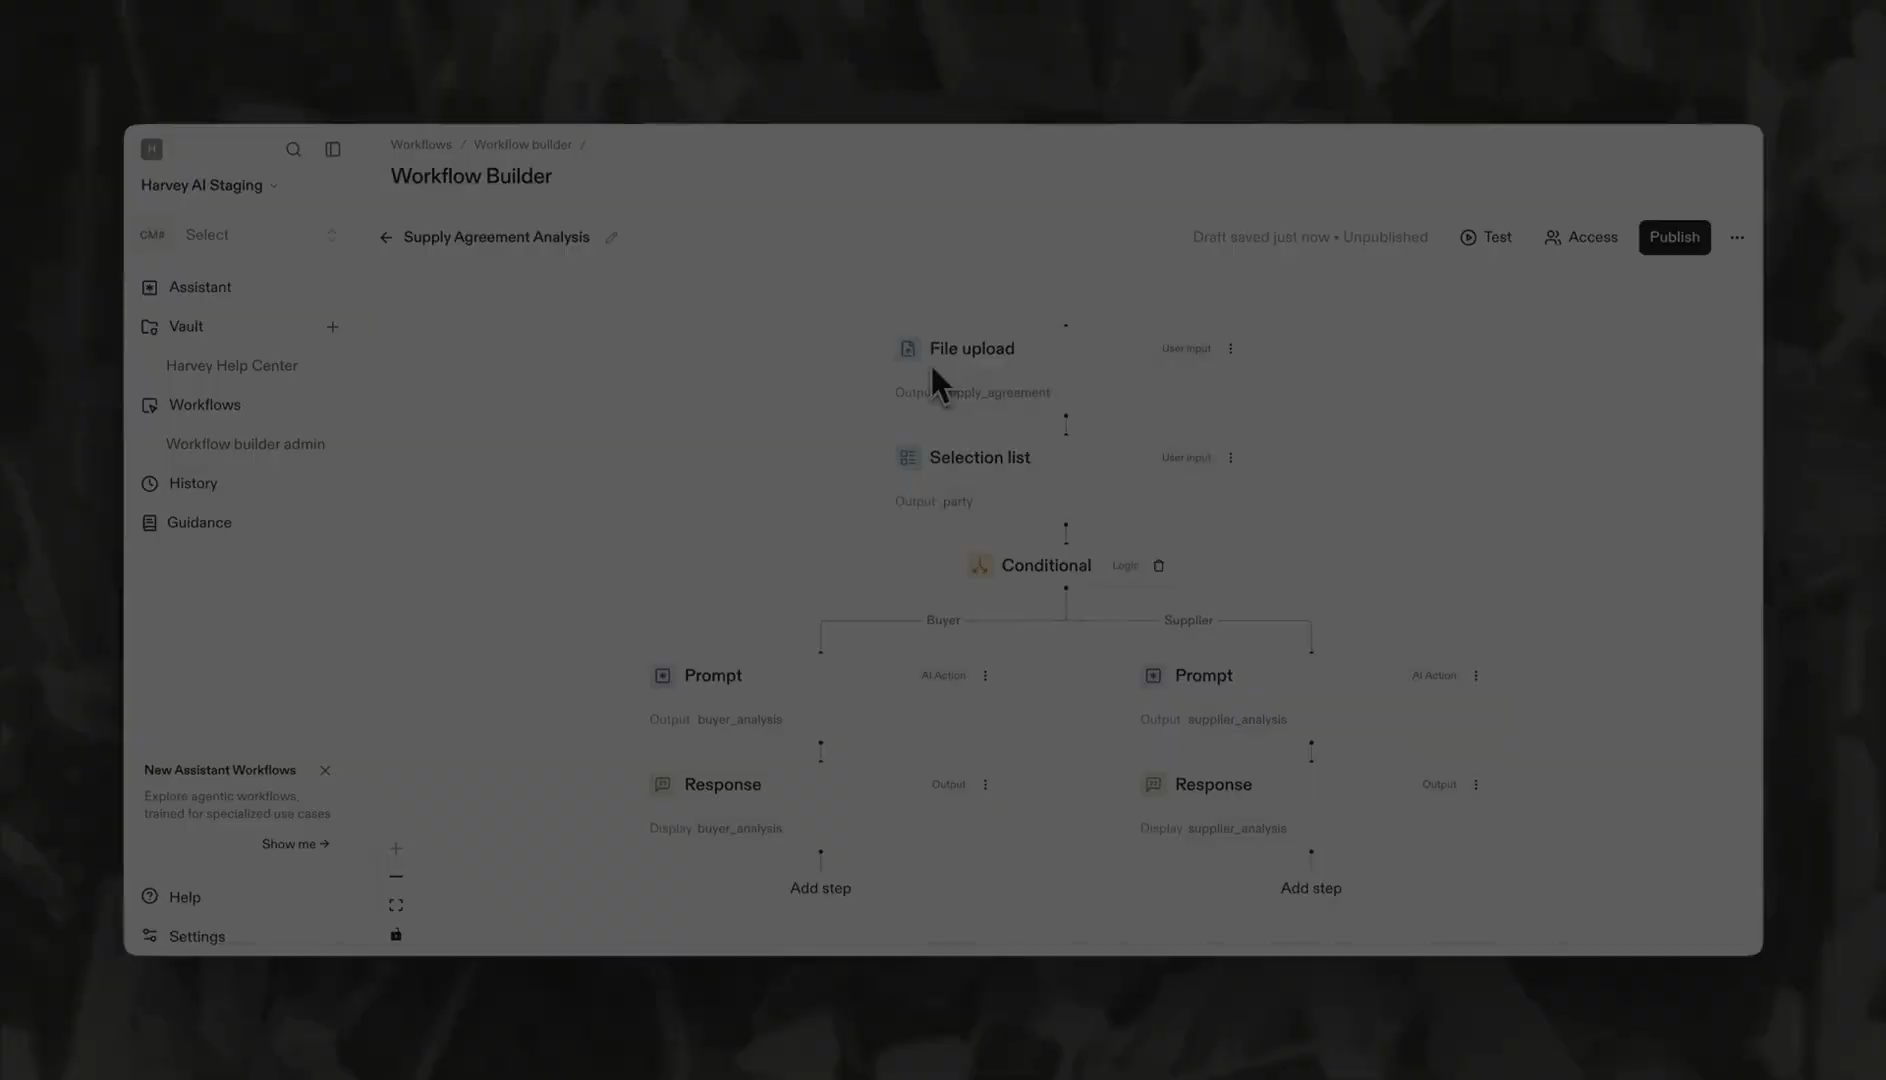 H
Workflows / Workflow builder /
Workflow Builder
Harvey AI Staging
CM# Select
Supply Agreement Analysis
Draft saved just now • Unpublished
Test
Access
Publish
Assistant
Vault
Harvey Help Center
Workflows
Workflow builder admin
History
Guidance
File upload
User input
Selection list
User input
Output party
Conditional
Logic
Buyer
Supplier
Prompt
AI Action
Output buyer_analysis
Prompt
AI Action
Output supplier_analysis
Response
Output
Display buyer_analysis
Response
Output
Display supplier_analysis
Add step
Add step
New Assistant Workflows
Explore agentic workflows,
trained for specialized use cases
Show me →
Help
Settings